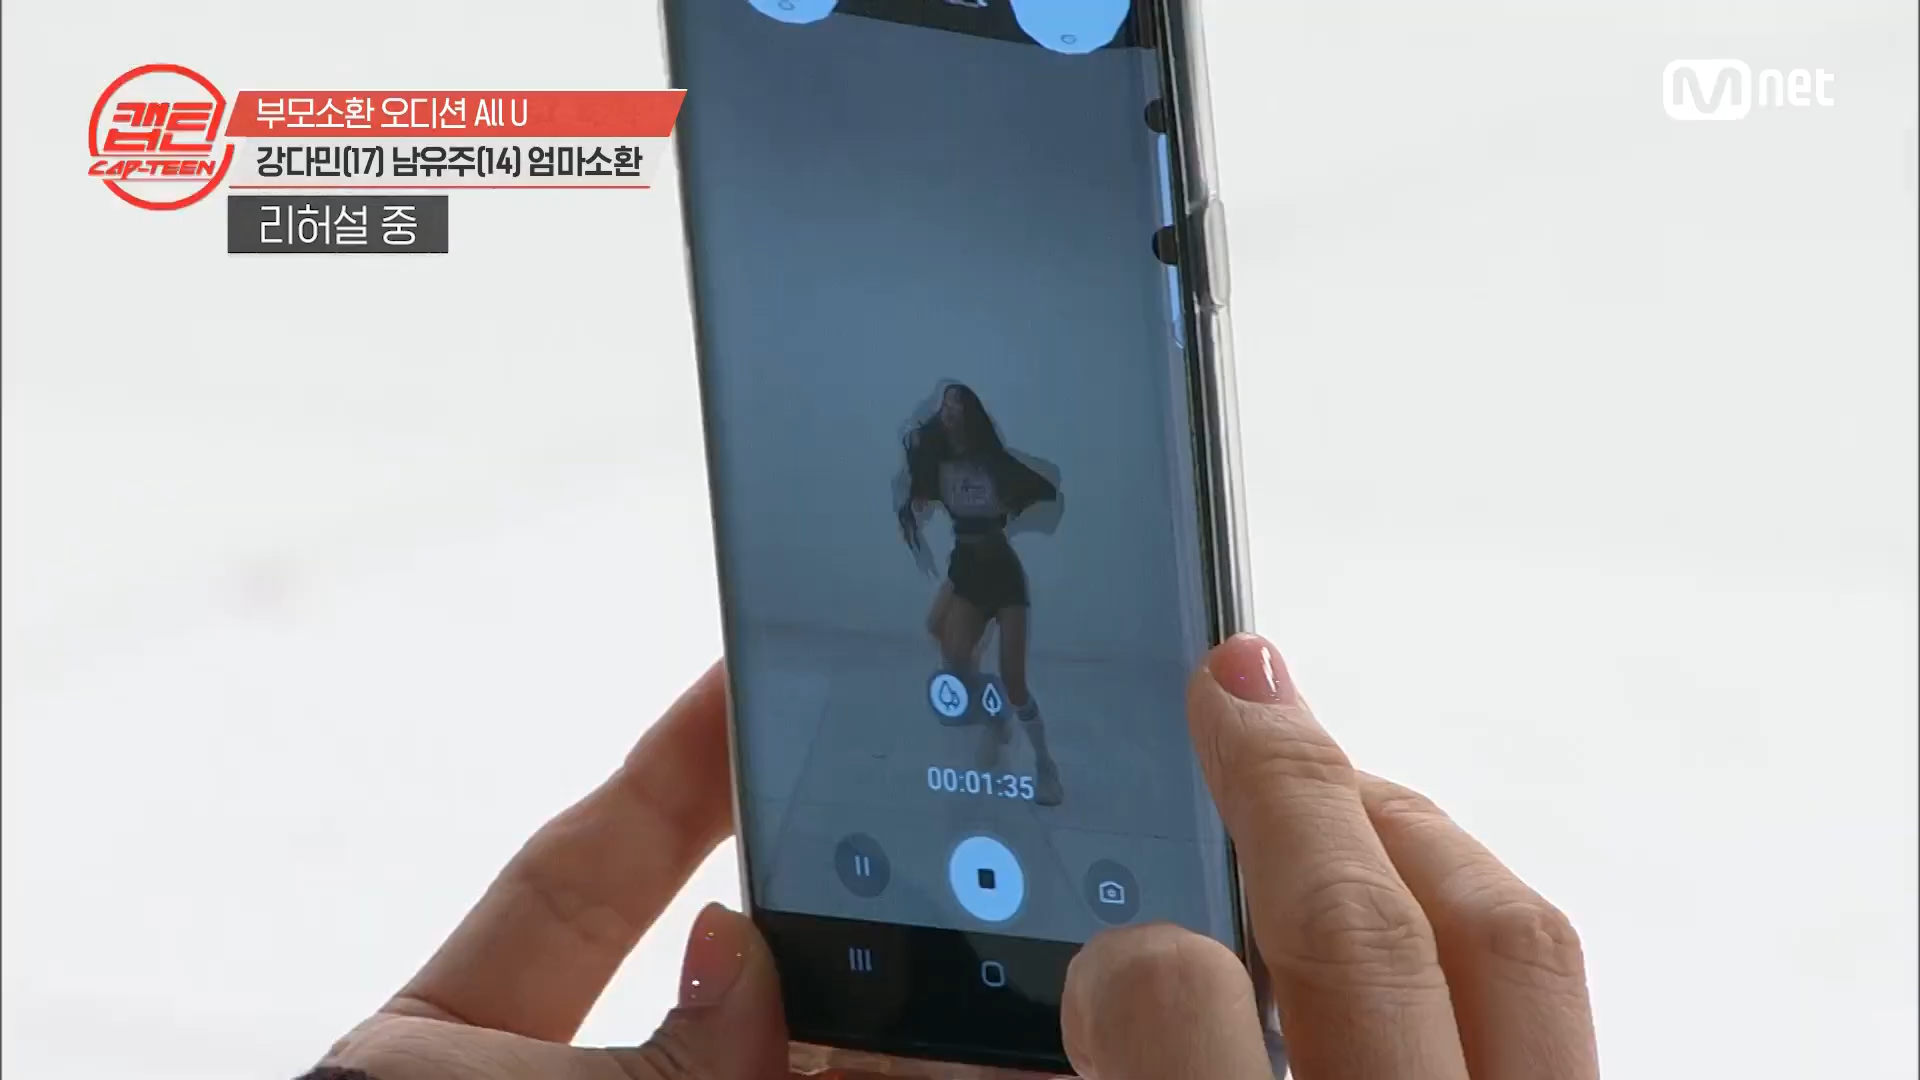 캡틴
CAP-TEEN
부모소환 오디션 All U
강다민(17) 남유주(14) 엄마소환
리허설 중
Mnet
00:01:35